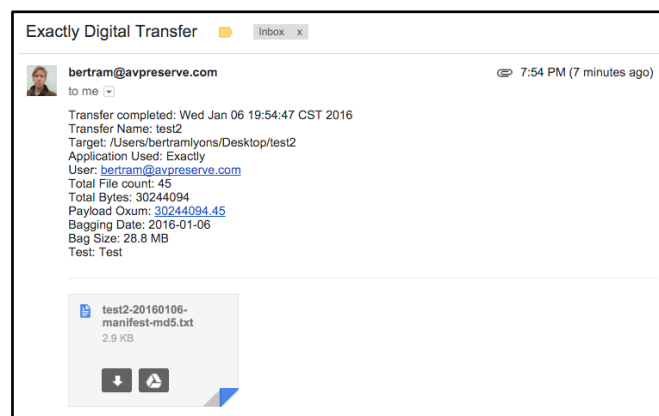 Exactly Digital Transfer
Inbox x
bertram@avpreserve.com
7:54 PM (7 minutes ago)
to me
Transfer completed: Wed Jan 06 19:54:47 CST 2016
Transfer Name: test2
Target: /Users/bertramlyons/Desktop/test2
Application Used: Exactly
User: bertram@avpreserve.com
Total File count: 45
Total Bytes: 30244094
Payload Oxum: 30244094.45
Bagging Date: 2016-01-06
Bag Size: 28.8 MB
Test: Test
test2-20160106-
manifest-md5.txt
2.9 KB